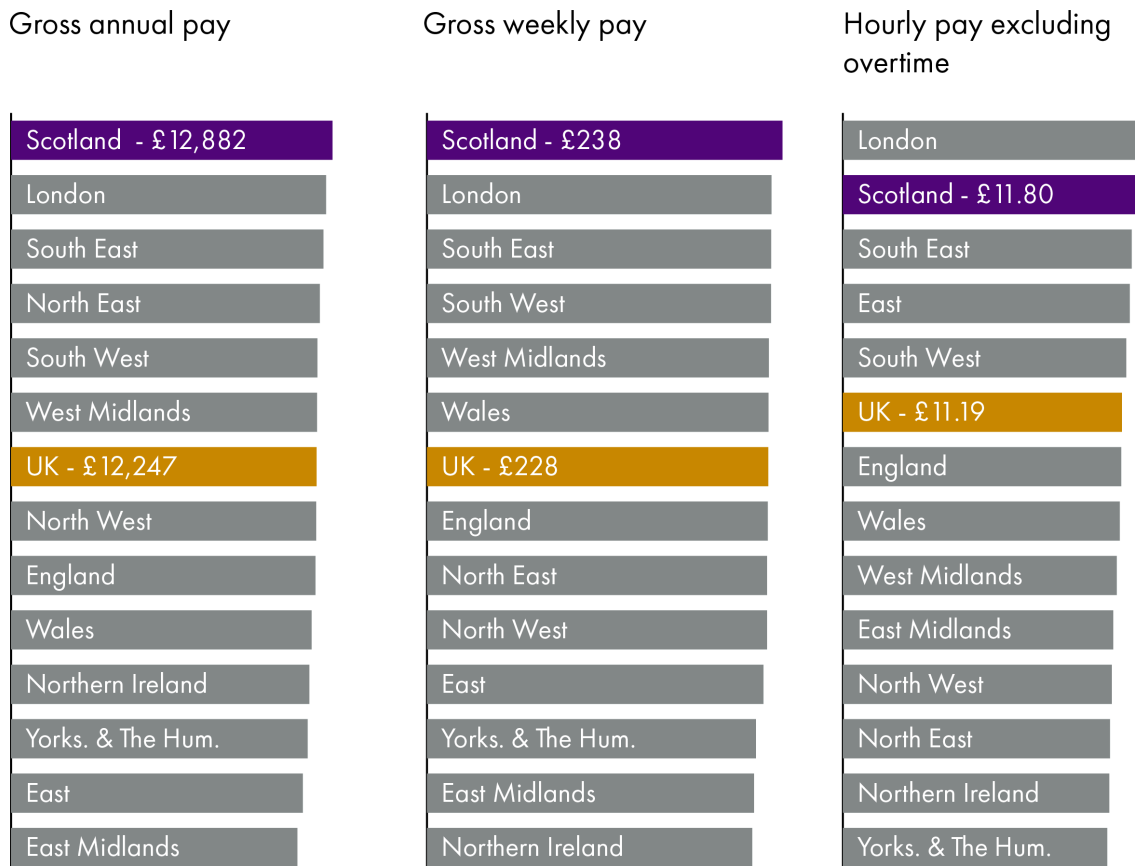 Gross annual pay
Scotland - £12,882
London
South East
North East
South West
West Midlands
UK - £12,247
North West
England
Wales
Northern Ireland
Yorks. & The Hum.
East
East Midlands
Gross weekly pay
Scotland - £238
London
South East
South West
West Midlands
Wales
UK - £228
England
North East
North West
East
Yorks. & The Hum.
East Midlands
Northern Ireland
Hourly pay excluding
overtime
London
Scotland - £11.80
South East
East
South West
UK - £11.19
England
Wales
West Midlands
East Midlands
North West
North East
Northern Ireland
Yorks. & The Hum.